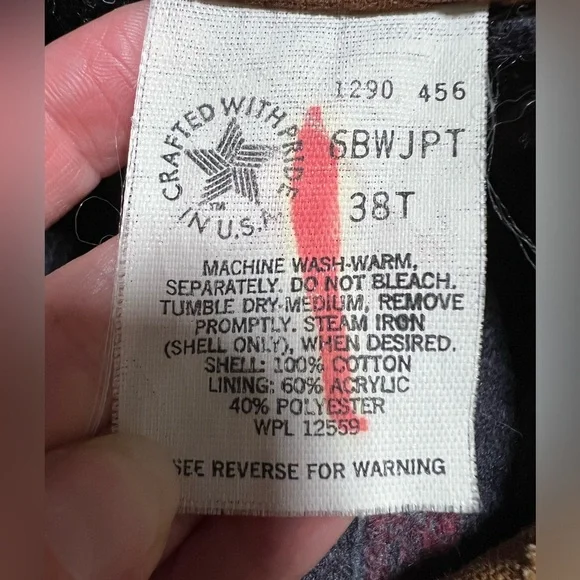 CRAFTED WITH PRIDE
IN U.S.A.
TM
1290 456
6BWJPT
38T
MACHINE WASH-WARM,
SEPARATELY. DO NOT BLEACH.
TUMBLE DRY-MEDIUM, REMOVE
PROMPTLY. STEAM IRON
(SHELL ONLY), WHEN DESIRED.
SHELL: 100% COTTON
LINING: 60% ACRYLIC
40% POLYESTER
WPL 12559
SEE REVERSE FOR WARNING